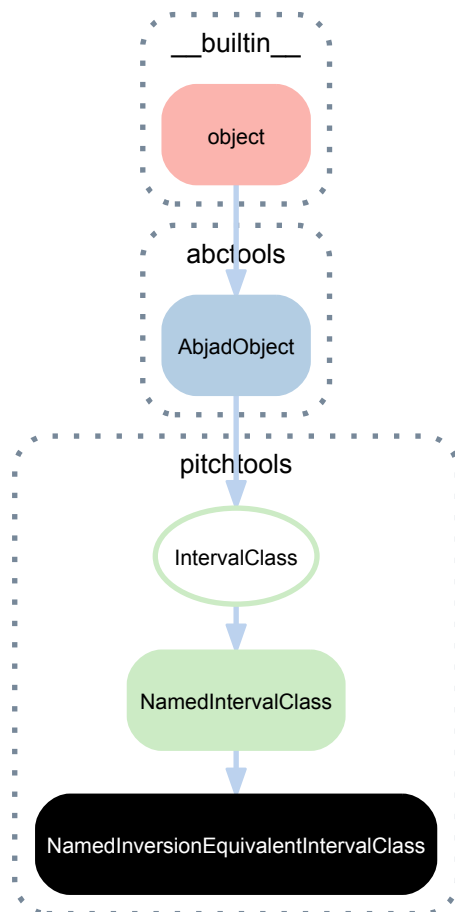 __builtin__
object
abctools
AbjadObject
pitchtools
IntervalClass
NamedIntervalClass
NamedInversionEquivalentIntervalClass